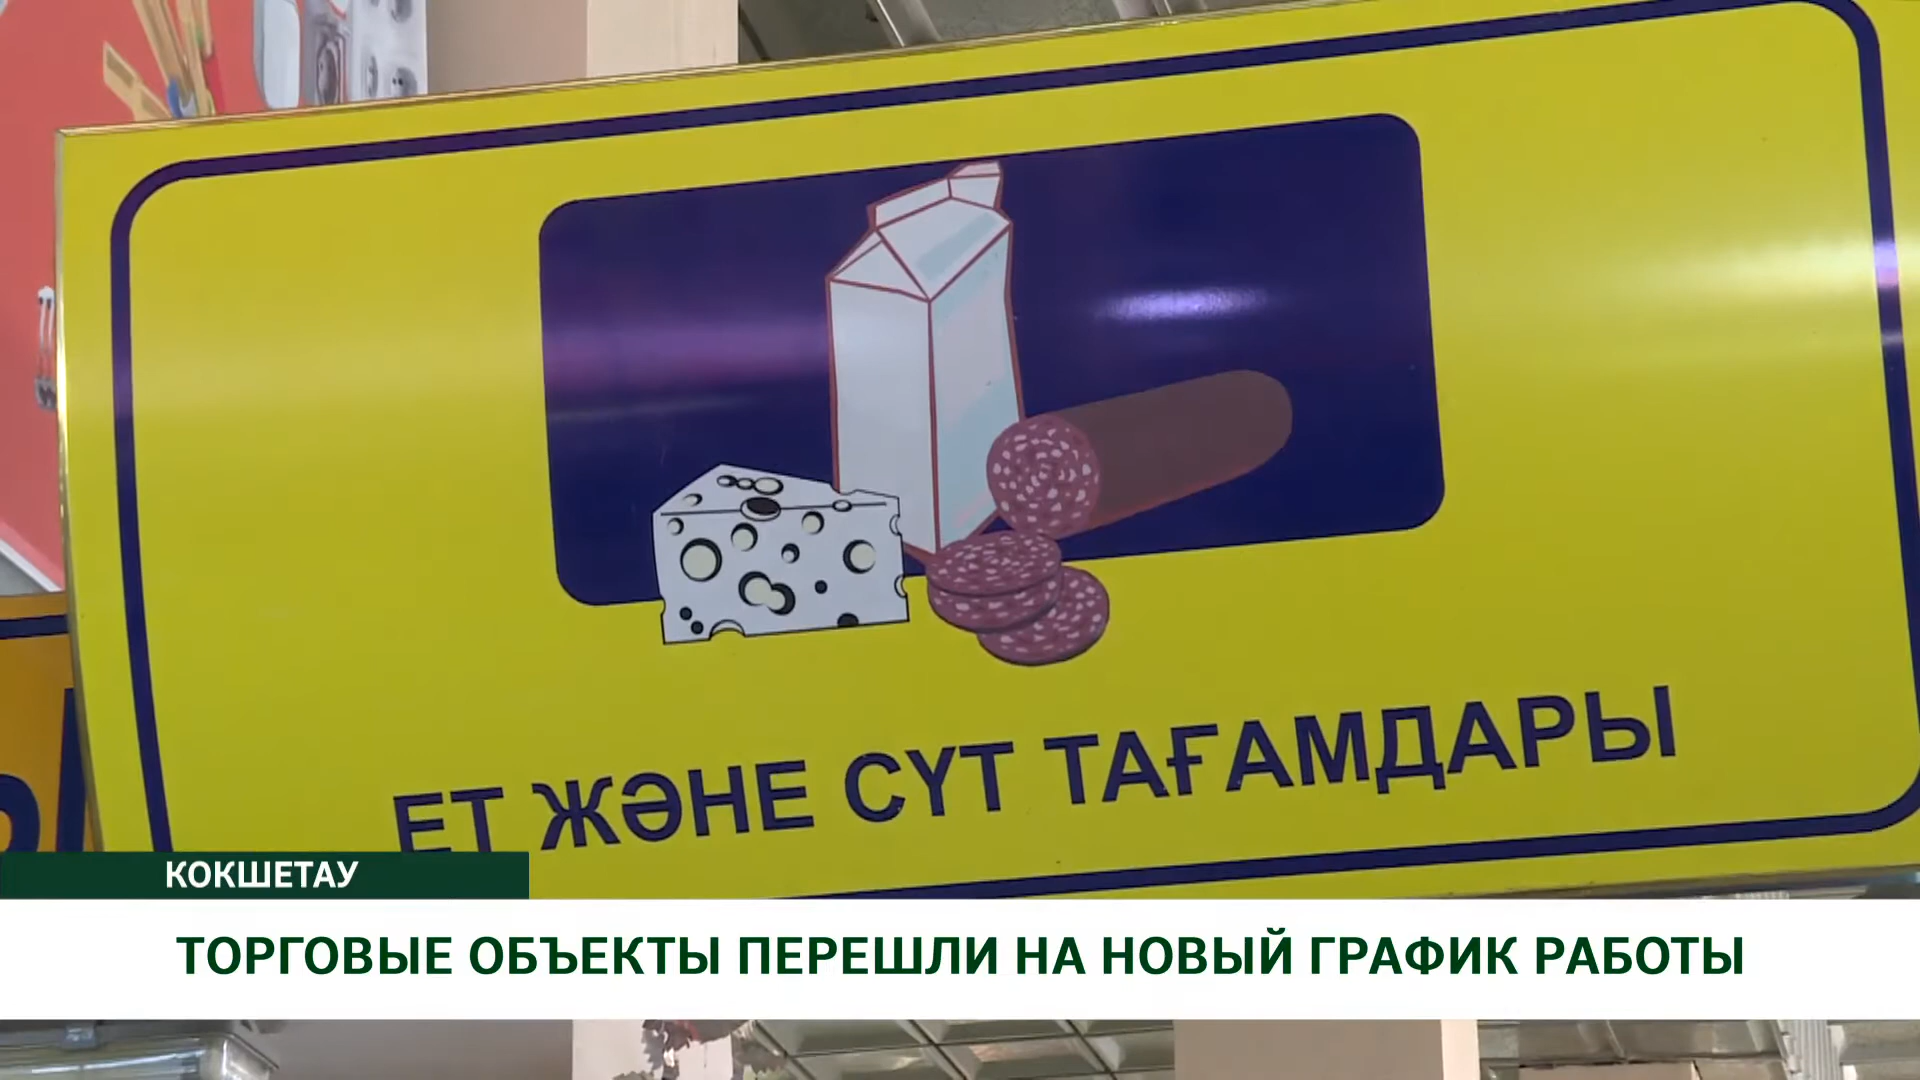 ЕТ ЖӘНЕ СҮТ ТАҒАМДАРЫ
КОКШЕТАУ
ТОРГОВЫЕ ОБЪЕКТЫ ПЕРЕШЛИ НА НОВЫЙ ГРАФИК РАБОТЫ